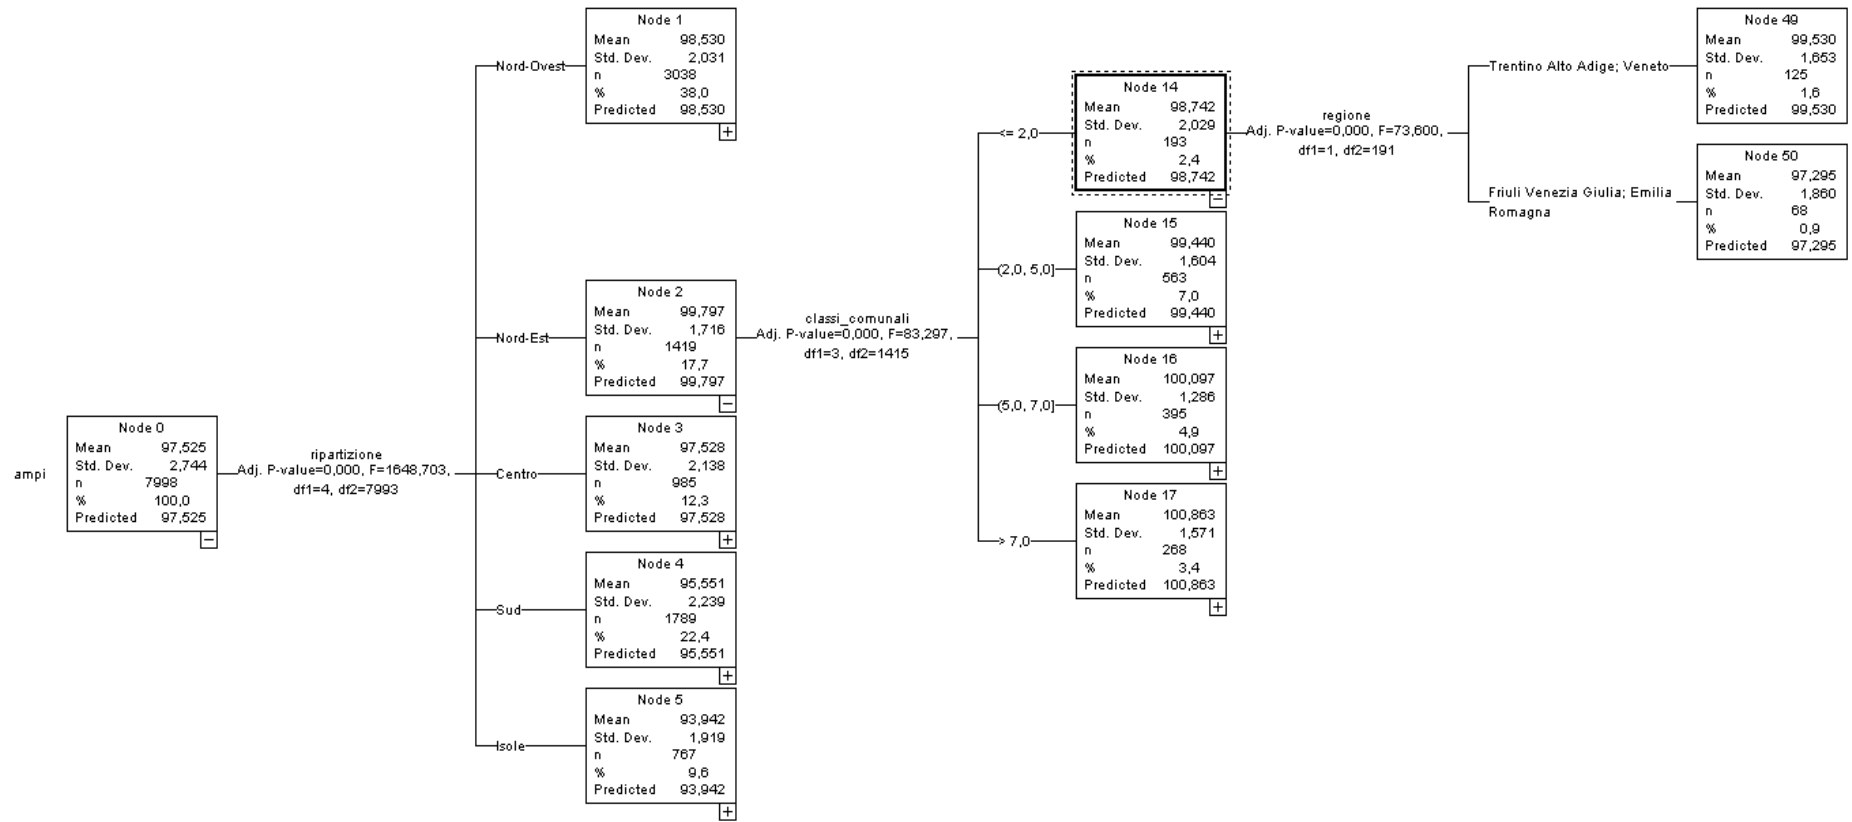 ampi
Node 0
Mean 97,525
Std. Dev. 2,744
n 7998
% 100,0
Predicted 97,525
ripartizione
Adj. P-value=0,000, F=1648,703,
df1=4, df2=7993
Nord-Ovest
Node 1
Mean 98,530
Std. Dev. 2,031
n 3038
% 38,0
Predicted 98,530
Nord-Est
Node 2
Mean 99,797
Std. Dev. 1,716
n 1419
% 17,7
Predicted 99,797
Centro
Node 3
Mean 97,528
Std. Dev. 2,138
n 985
% 12,3
Predicted 97,528
Sud
Node 4
Mean 95,551
Std. Dev. 2,239
n 1789
% 22,4
Predicted 95,551
Isole
Node 5
Mean 93,942
Std. Dev. 1,919
n 767
% 9,6
Predicted 93,942
classi_comunali
Adj. P-value=0,000, F=83,297,
df1=3, df2=1415
<= 2,0
Node 14
Mean 98,742
Std. Dev. 2,029
n 193
% 2,4
Predicted 98,742
(2,0, 5,0]
Node 15
Mean 99,440
Std. Dev. 1,604
n 563
% 7,0
Predicted 99,440
(5,0, 7,0]
Node 16
Mean 100,097
Std. Dev. 1,286
n 395
% 4,9
Predicted 100,097
> 7,0
Node 17
Mean 100,863
Std. Dev. 1,571
n 268
% 3,4
Predicted 100,863
regione
Adj. P-value=0,000, F=73,600,
df1=1, df2=191
Trentino Alto Adige; Veneto
Node 49
Mean 99,530
Std. Dev. 1,653
n 125
% 1,6
Predicted 99,530
Friuli Venezia Giulia; Emilia
Romagna
Node 50
Mean 97,295
Std. Dev. 1,860
n 68
% 0,9
Predicted 97,295